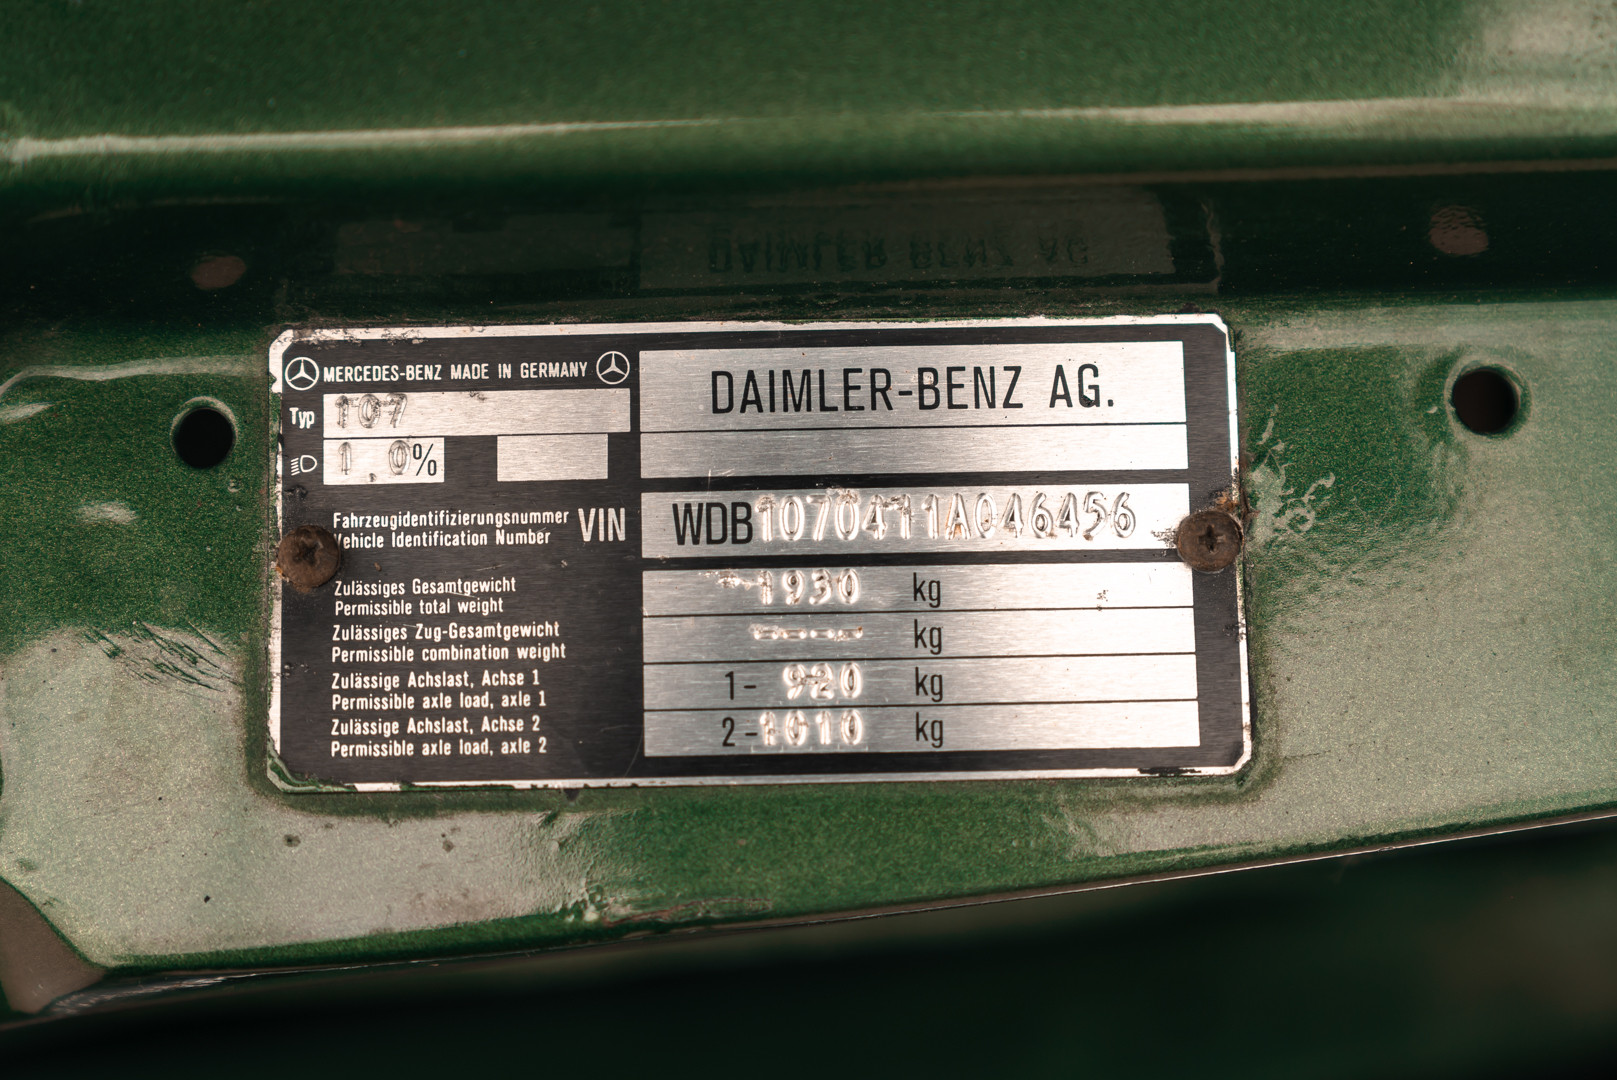 MERCEDES-BENZ MADE IN GERMANY
DAIMLER-BENZ AG.
Typ 107
1.0%
Fahrzeugidentifizierungsnummer
Vehicle Identification Number
VIN
WDB1070411A046456
Zulässiges Gesamtgewicht
Permissible total weight
1930 kg
Zulässiges Zug-Gesamtgewicht
Permissible combination weight
---- kg
Zulässige Achslast, Achse 1
Permissible axle load, axle 1
1- 920 kg
Zulässige Achslast, Achse 2
Permissible axle load, axle 2
2-1010 kg